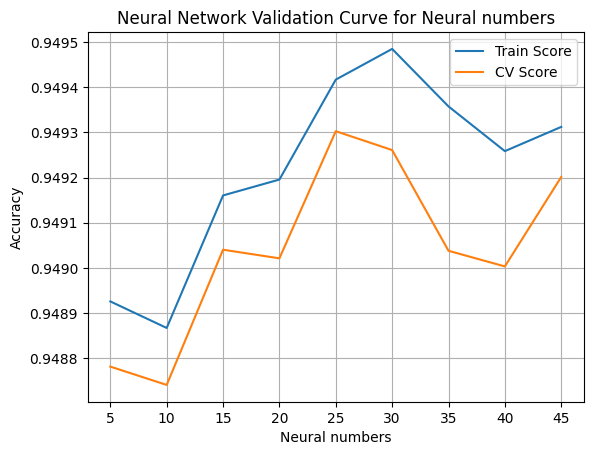 Neural Network Validation Curve for Neural numbers
Train Score
CV Score
0.9495
0.9494
0.9493
0.9492
0.9491
0.9490
0.9489
0.9488
Accuracy
5 10 15 20 25 30 35 40 45
Neural numbers